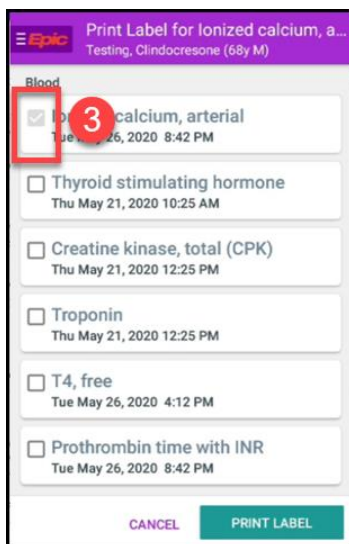 Print Label for Ionized calcium, a...
Epic
Testing, Clindocresone (68y M)
Blood
3
calcium, arterial
Tue May 26, 2020 8:42 PM
Thyroid stimulating hormone
Thu May 21, 2020 10:25 AM
Creatine kinase, total (CPK)
Thu May 21, 2020 12:25 PM
Troponin
Thu May 21, 2020 12:25 PM
T4, free
Tue May 26, 2020 4:12 PM
Prothrombin time with INR
Tue May 26, 2020 8:42 PM
CANCEL
PRINT LABEL